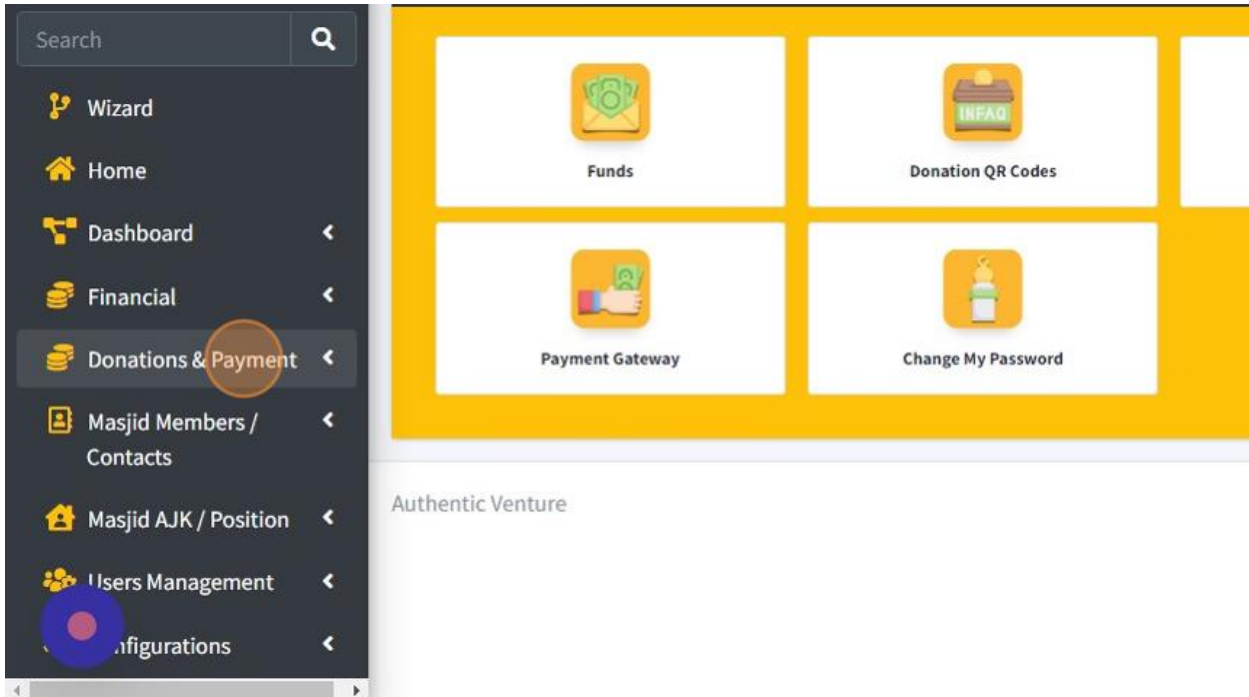 Search
Wizard
Home
Dashboard
Financial
Donations & Payment
Masjid Members /
Contacts
Masjid AJK / Position
Users Management
nfigurations
Funds
INFAQ
Donation QR Codes
Payment Gateway
Change My Password
Authentic Venture